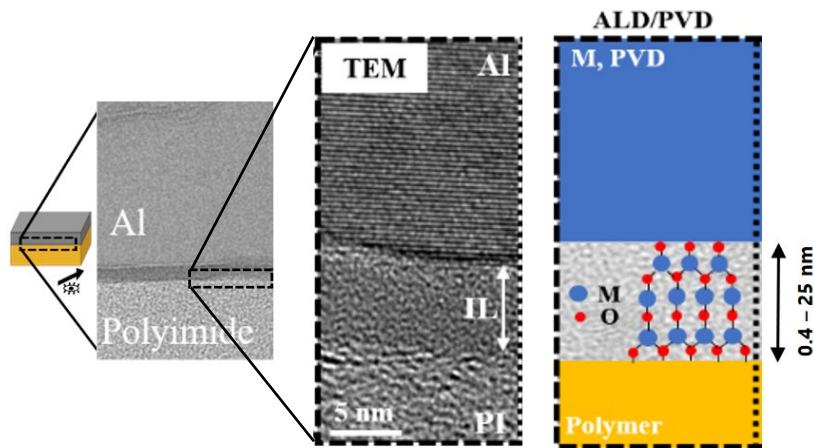 Al
Polyimide
TEM
Al
IL
5 nm
PI
ALD/PVD
M, PVD
M
O
0.4 – 25 nm
Polymer